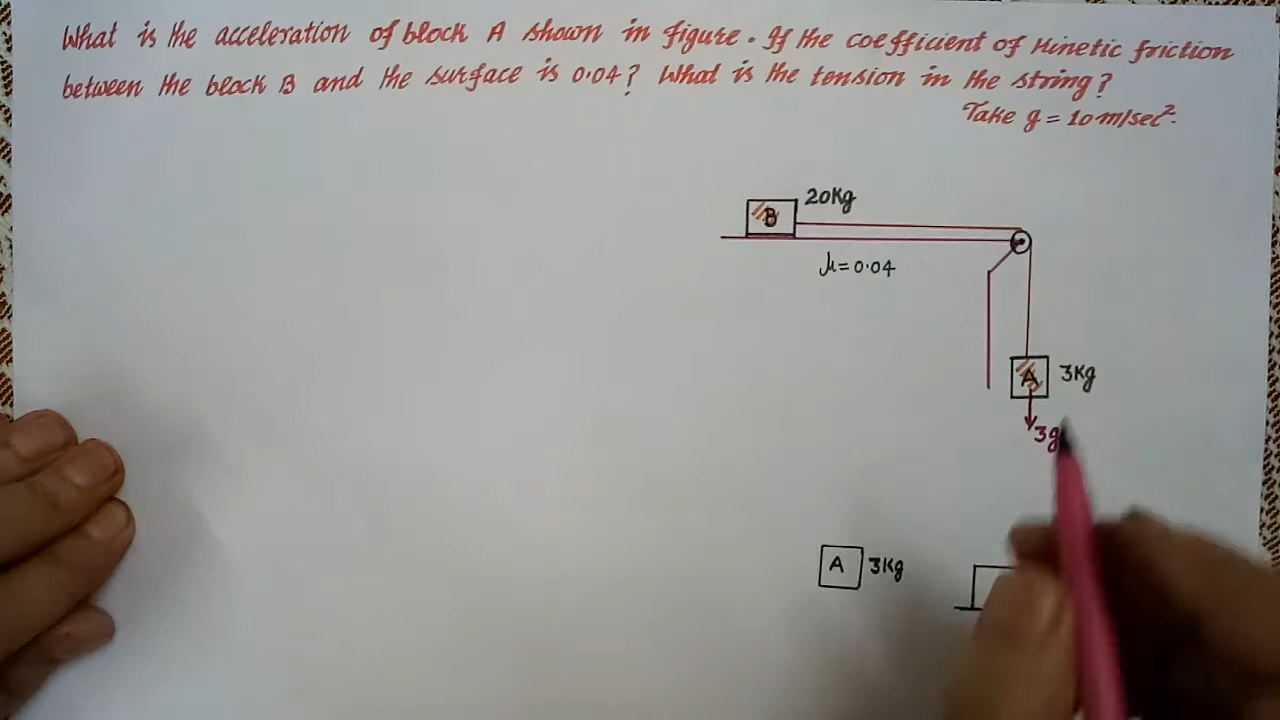 What is the acceleration of block A shown in figure. If the coefficient of kinetic friction
between the block B and the surface is 0.04? What is the tension in the string?
Take g = 10 m/sec².
20Kg
B
μ = 0.04
A 3Kg
3g
A 3Kg